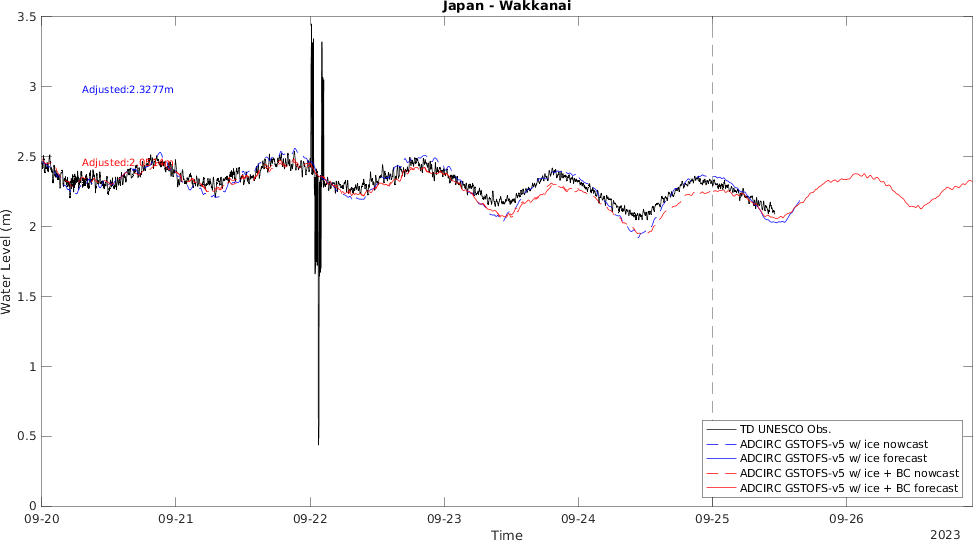 Japan - Wakkanai
3.5
3
2.5
2
1.5
1
0.5
0
Water Level (m)
Adjusted:2.3277m
Adjusted:2.0
09-20
09-21
09-22
09-23
09-24
09-25
09-26
Time
2023
TD UNESCO Obs.
ADCIRC GSTOFS-v5 w/ ice nowcast
ADCIRC GSTOFS-v5 w/ ice forecast
ADCIRC GSTOFS-v5 w/ ice + BC nowcast
ADCIRC GSTOFS-v5 w/ ice + BC forecast